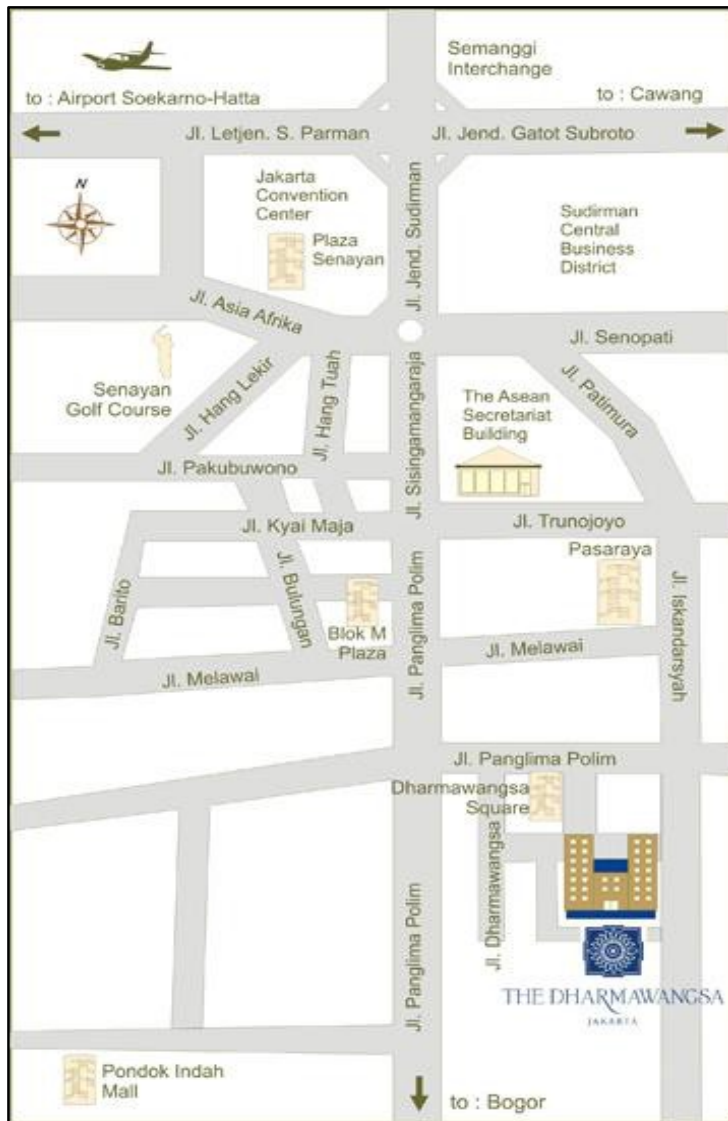 Semanggi
Interchange
to : Airport Soekarno-Hatta
to : Cawang
Jl. Letjen. S. Parman
Jl. Jend. Gatot Subroto
N
Jakarta
Convention
Center
Plaza
Senayan
Jl. Jend. Sudirman
Sudirman
Central
Business
District
Jl. Asia Afrika
Jl. Senopati
Senayan
Golf Course
Jl. Hang Lekir
Jl. Hang Tuah
Jl. Sisingamangaraja
The Asean
Secretariat
Building
Jl. Patimura
Jl. Pakubuwono
Jl. Kyai Maja
Jl. Trunojoyo
Pasaraya
Jl. Barito
Jl. Bulungan
Blok M
Plaza
Jl. Panglima Polim
Jl. Iskandarsyah
Jl. Melawai
Jl. Melawai
Jl. Panglima Polim
Dharmawangsa
Square
Jl. Dharmawangsa
Jl. Panglima Polim
THE DHARMAWANGSA
JAKARTA
Pondok Indah
Mall
to : Bogor